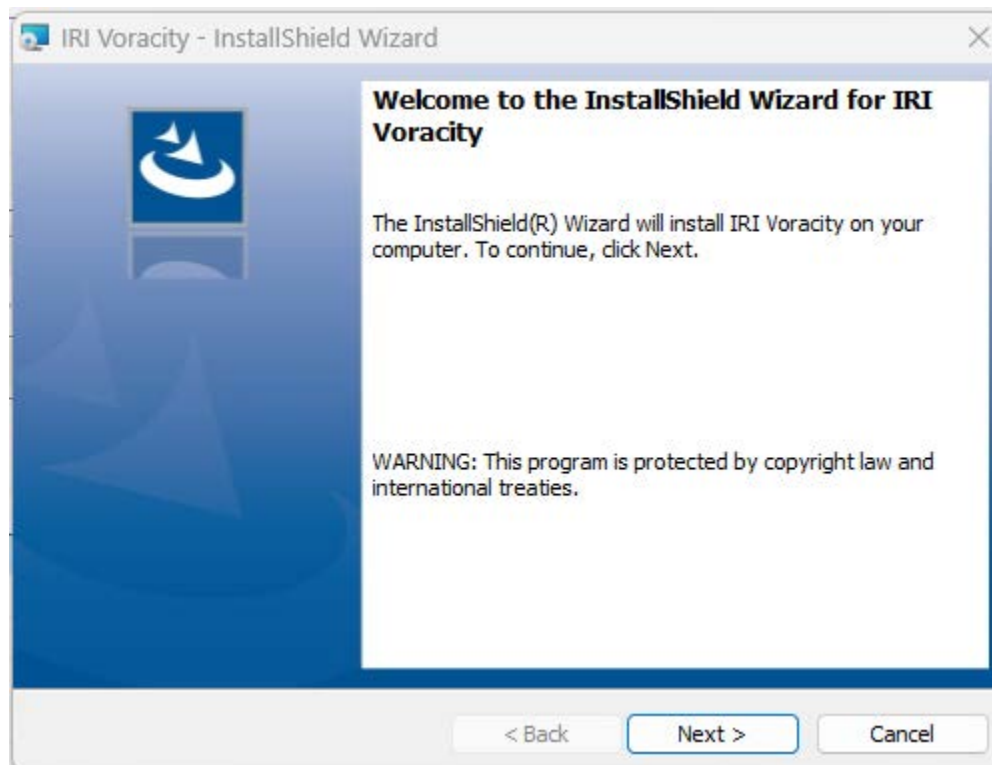 IRI Voracity - InstallShield Wizard
Welcome to the InstallShield Wizard for IRI
Voracity
The InstallShield(R) Wizard will install IRI Voracity on your
computer. To continue, click Next.
WARNING: This program is protected by copyright law and
international treaties.
< Back
Next >
Cancel